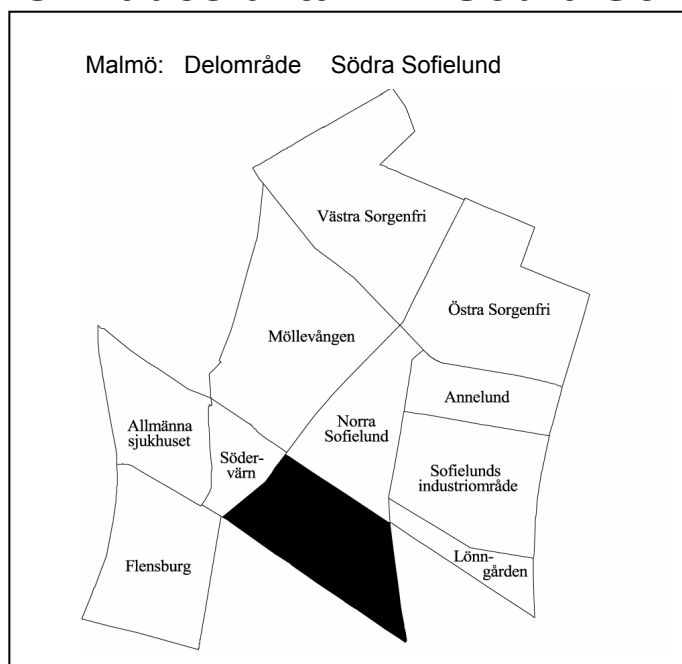 Malmö: Delområde Södra Sofielund
Västra Sorgenfri
Östra Sorgenfri
Möllevången
Annelund
Allmänna
sjukhuset
Norra
Sofielund
Söder-
värn
Sofielunds
industriområde
Lönn-
gården
Flensburg